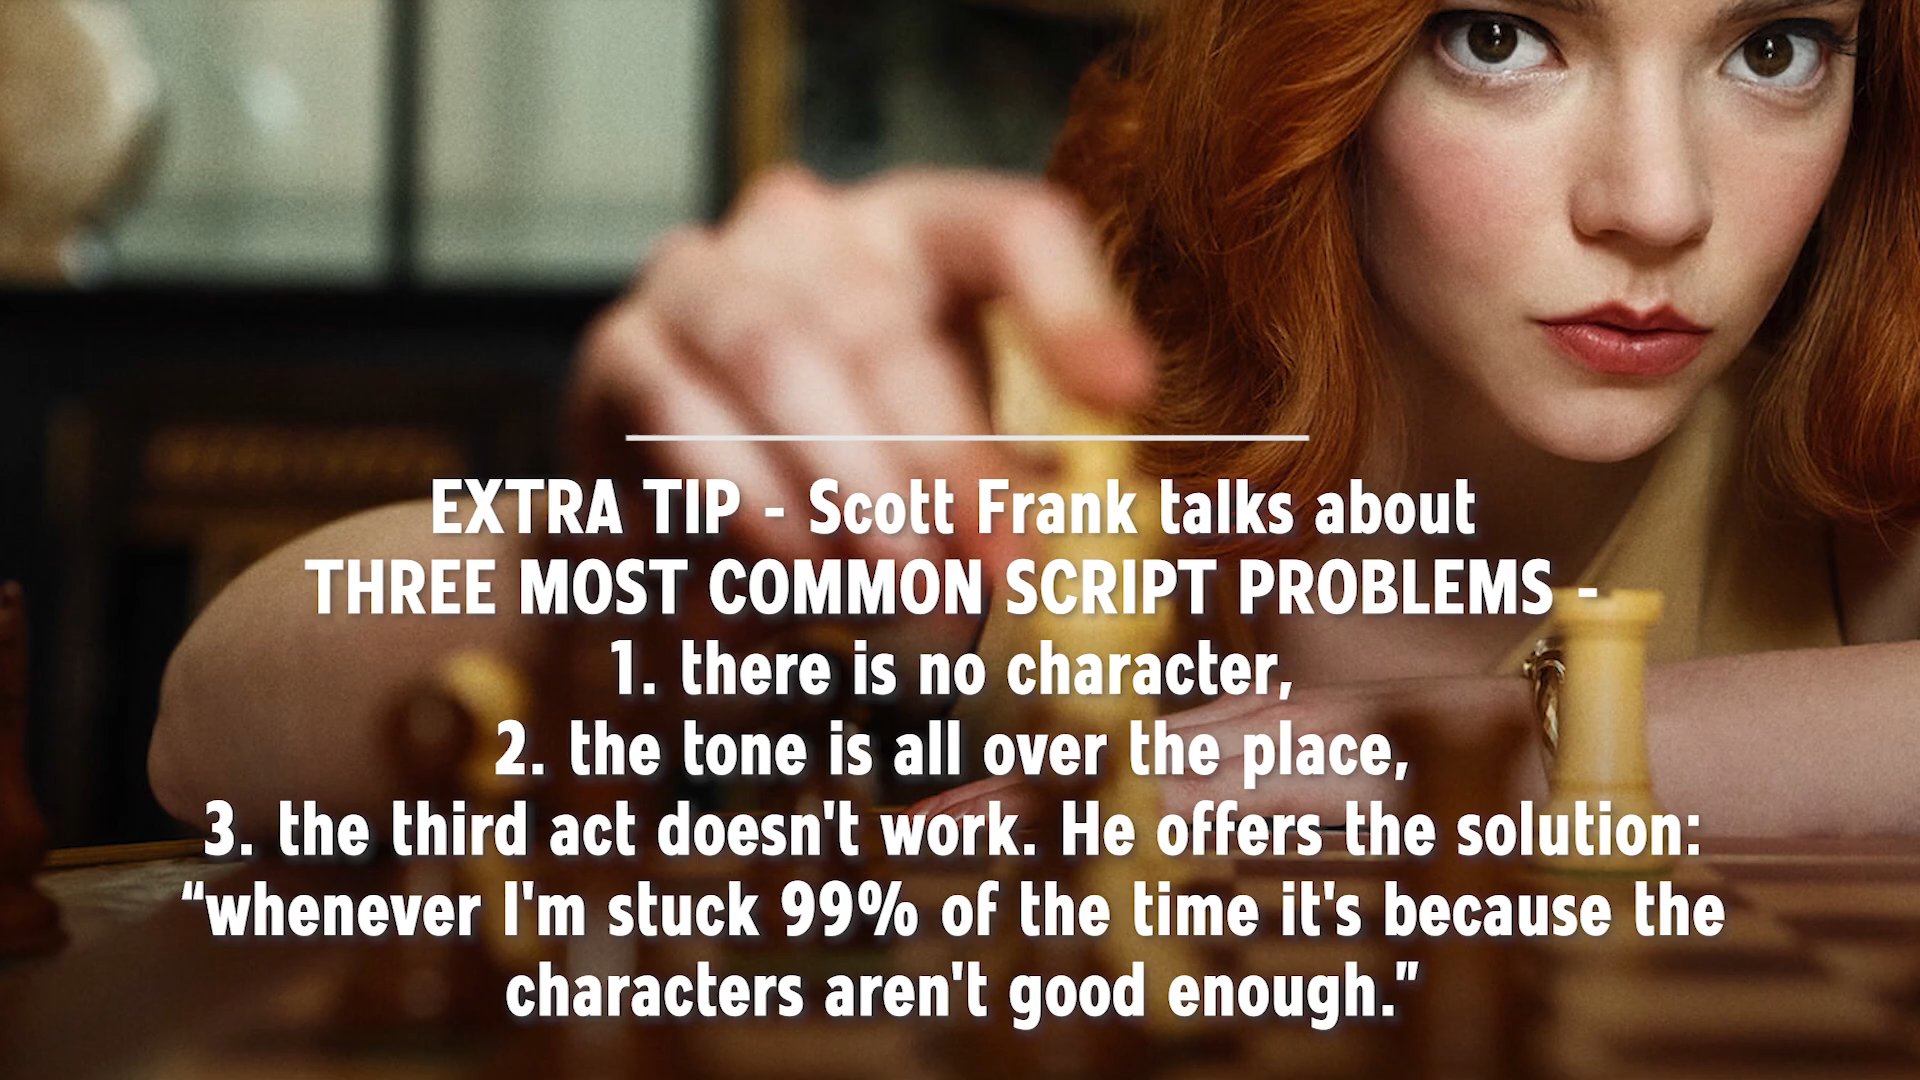 EXTRA TIP - Scott Frank talks about
THREE MOST COMMON SCRIPT PROBLEMS -
1. there is no character,
2. the tone is all over the place,
3. the third act doesn't work. He offers the solution:
“whenever I'm stuck 99% of the time it's because the
characters aren't good enough.”